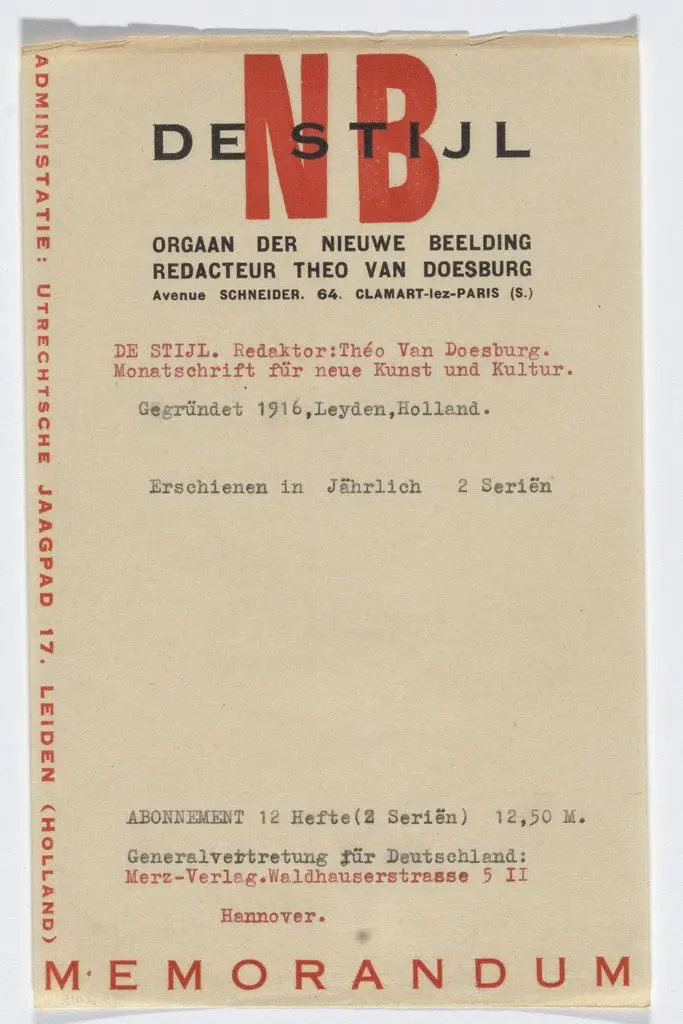 NB
DE STIJL
ORGAAN DER NIEUWE BEELDING
REDACTEUR THEO VAN DOESBURG
Avenue SCHNEIDER. 64. CLAMART-lez-PARIS (S.)
DE STIJL. Redaktor:Théo Van Doesburg.
Monatschrift für neue Kunst und Kultur.
Gegründet 1916,Leyden,Holland.
Erschienen in Jährlich 2 Seriën
ABONNEMENT 12 Hefte(2 Seriën) 12,50 M.
Generalvertretung für Deutschland:
Merz-Verlag.Waldhauserstrasse 5 II
Hannover.
MEMORANDUM
ADMINISTATIE: UTRECHTSCHE JAAGPAD 17. LEIDEN (HOLLAND)